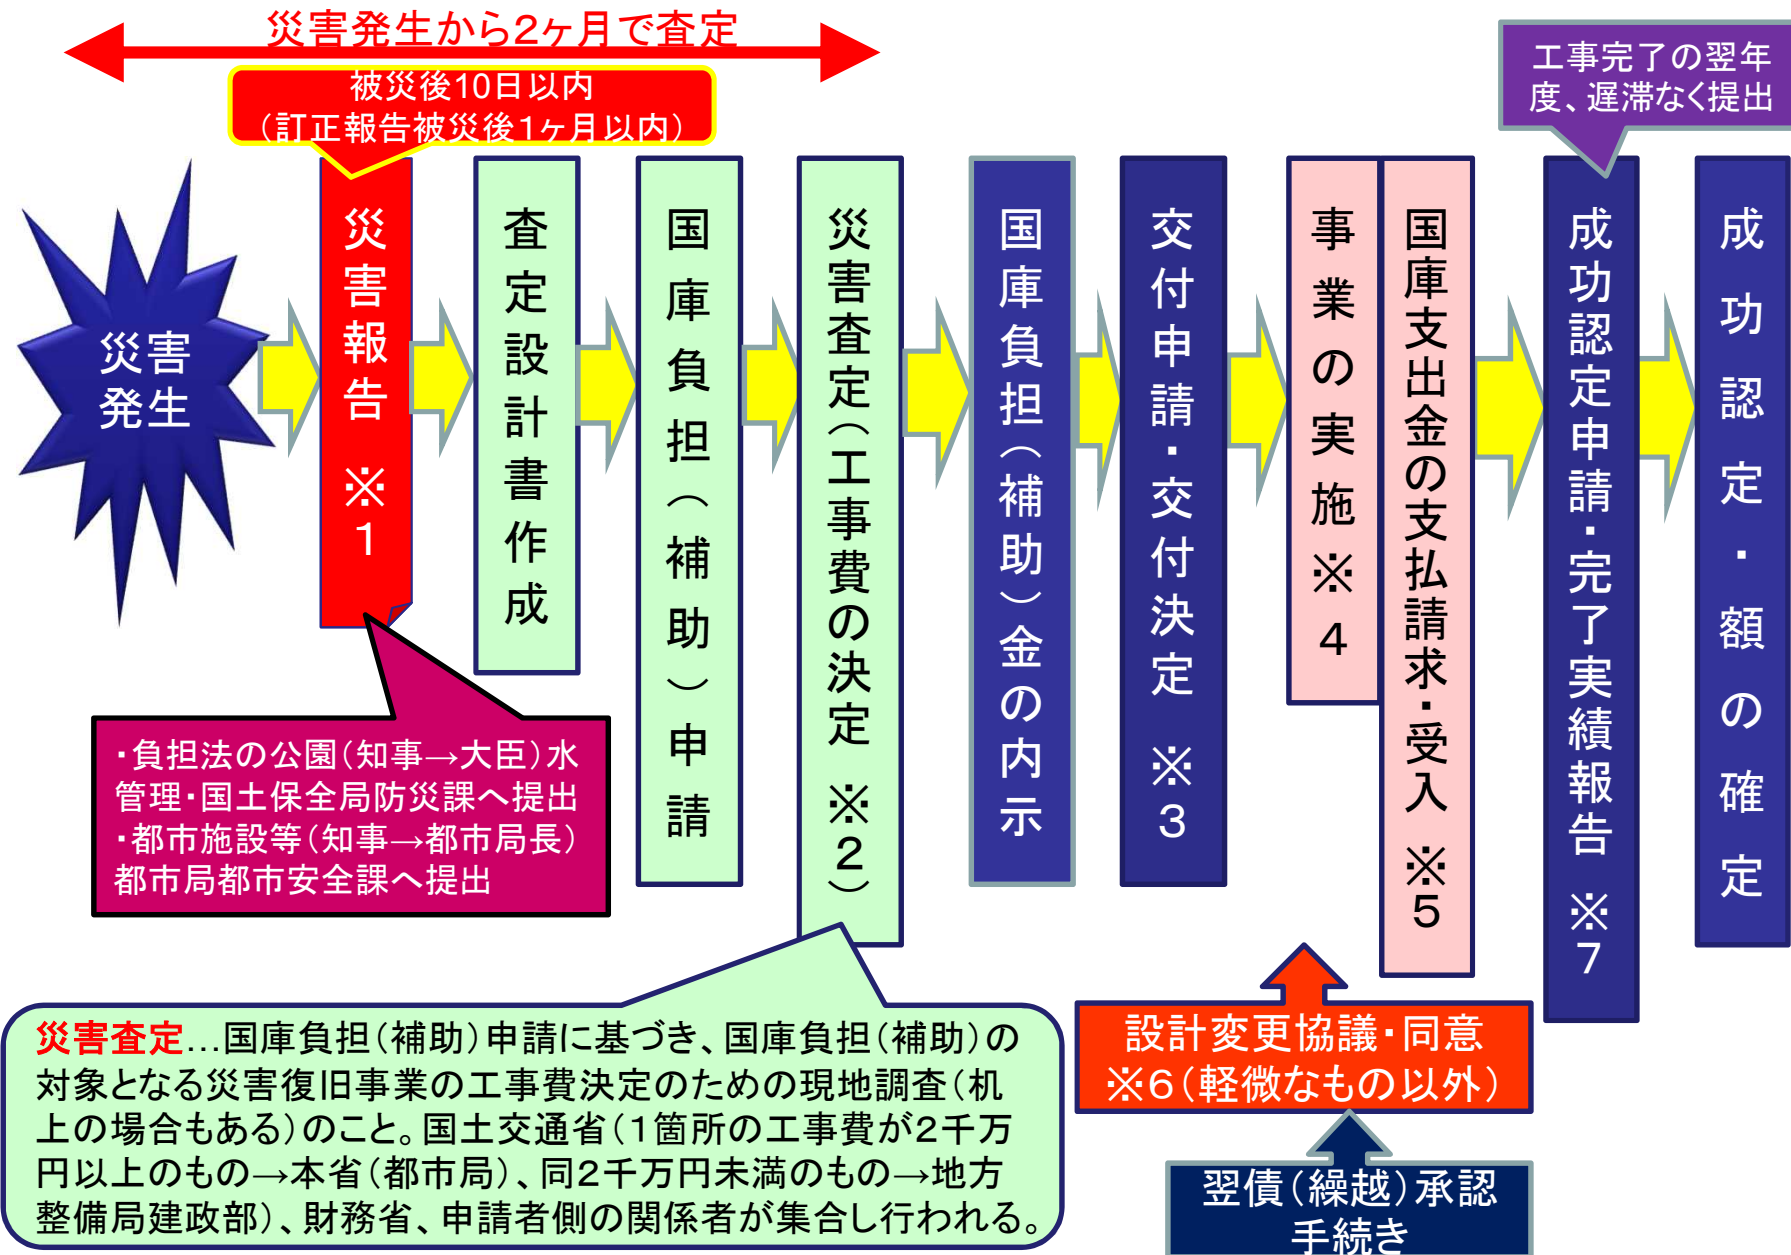 災害発生から2ヶ月で査定
被災後10日以内
（訂正報告被災後1ヶ月以内）
工事完了の翌年
度、遅滞なく提出
災害
発生
災害報告 ※1
査定設計書作成
国庫負担（補助）申請
災害査定（工事費の決定 ※2）
国庫負担（補助）金の内示
交付申請・交付決定 ※3
事業の実施※4
国庫支出金の支払請求・受入 ※5
成功認定申請・完了実績報告 ※7
成功認定・額の確定
・負担法の公園（知事→大臣）水
管理・国土保全局防災課へ提出
・都市施設等（知事→都市局長）
都市局都市安全課へ提出
災害査定…国庫負担（補助）申請に基づき、国庫負担（補助）の
対象となる災害復旧事業の工事費決定のための現地調査（机
上の場合もある）のこと。国土交通省（1箇所の工事費が2千万
円以上のもの→本省（都市局）、同2千万円未満のもの→地方
整備局建政部）、財務省、申請者側の関係者が集合し行われる。
設計変更協議・同意
※6（軽微なもの以外）
翌債（繰越）承認
手続き